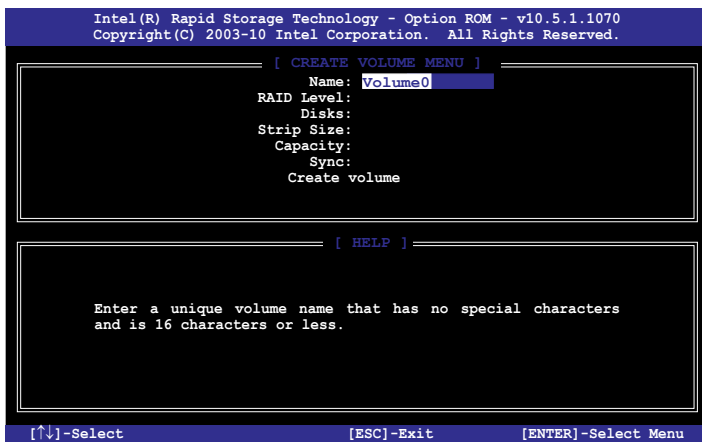 Intel(R) Rapid Storage Technology - Option ROM - v10.5.1.1070
Copyright(C) 2003-10 Intel Corporation. All Rights Reserved.
[ CREATE VOLUME MENU ]
Name: Volume0
RAID Level:
Disks:
Strip Size:
Capacity:
Sync:
Create volume
[ HELP ]
Enter a unique volume name that has no special characters
and is 16 characters or less.
[↑↓]-Select [ESC]-Exit [ENTER]-Select Menu